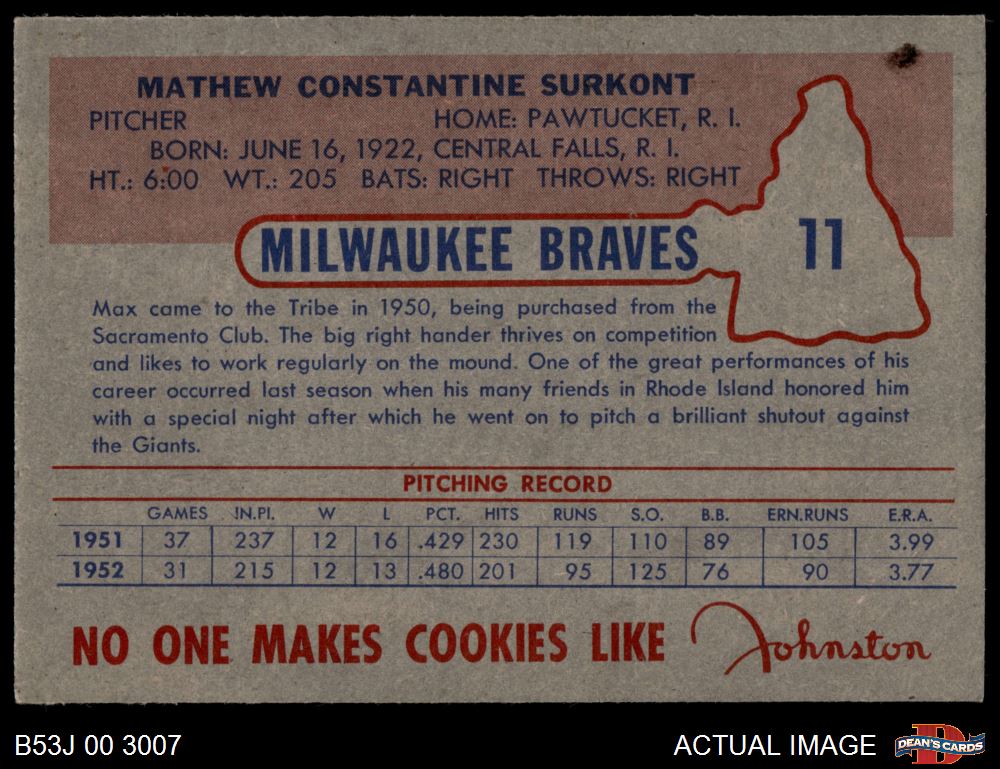 MATHEW CONSTANTINE SURKONT
PITCHER HOME: PAWTUCKET, R. I.
BORN: JUNE 16, 1922, CENTRAL FALLS, R. I.
HT.: 6:00 WT.: 205 BATS: RIGHT THROWS: RIGHT
MILWAUKEE BRAVES 11
Max came to the Tribe in 1950, being purchased from the
Sacramento Club. The big right hander thrives on competition
and likes to work regularly on the mound. One of the great performances of his
career occurred last season when his many friends in Rhode Island honored him
with a special night after which he went on to pitch a brilliant shutout against
the Giants.
PITCHING RECORD
GAMES IN.PI. W L PCT. HITS RUNS S.O. B.B. ERN.RUNS E.R.A.
1951 37 237 12 16 .429 230 119 110 89 105 3.99
1952 31 215 12 13 .480 201 95 125 76 90 3.77
NO ONE MAKES COOKIES LIKE Johnston
B53J 00 3007 ACTUAL IMAGE DEAN'S CARDS